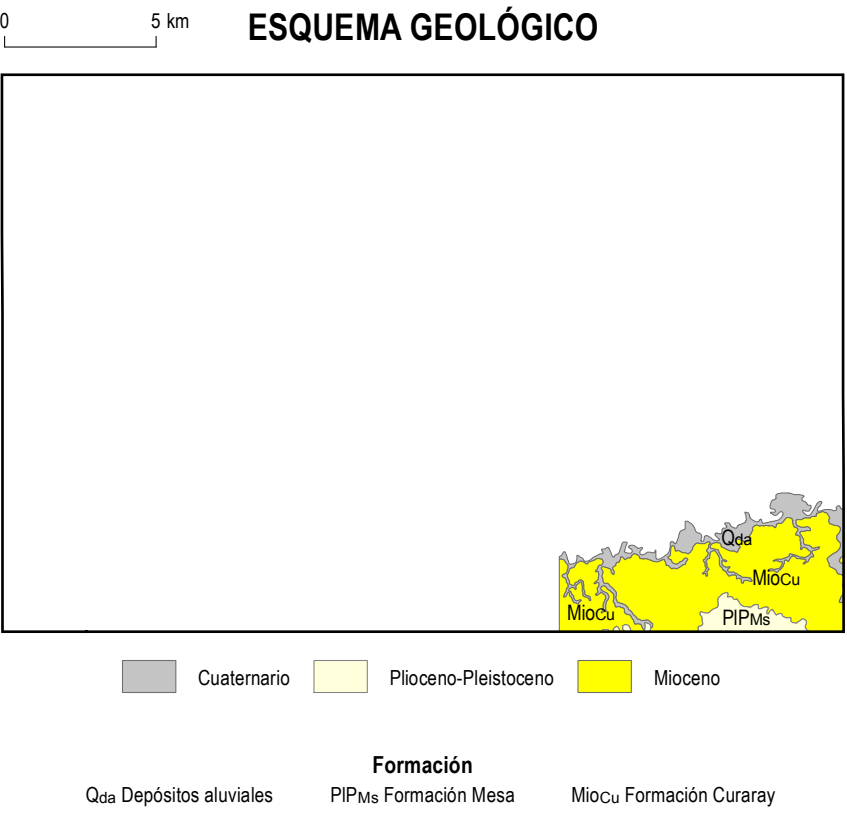 0 5 km
ESQUEMA GEOLÓGICO
Qda
MioCu
MioCu
PlPMs
Cuaternario Plioceno-Pleistoceno Mioceno
Formación
Qda Depósitos aluviales PlPMs Formación Mesa MioCu Formación Curaray